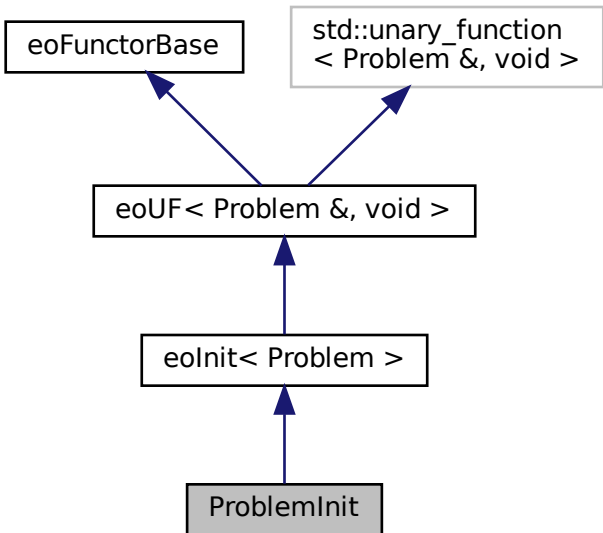 eoFunctorBase
std::unary_function
< Problem &, void >
eoUF< Problem &, void >
eoInit< Problem >
ProblemInit